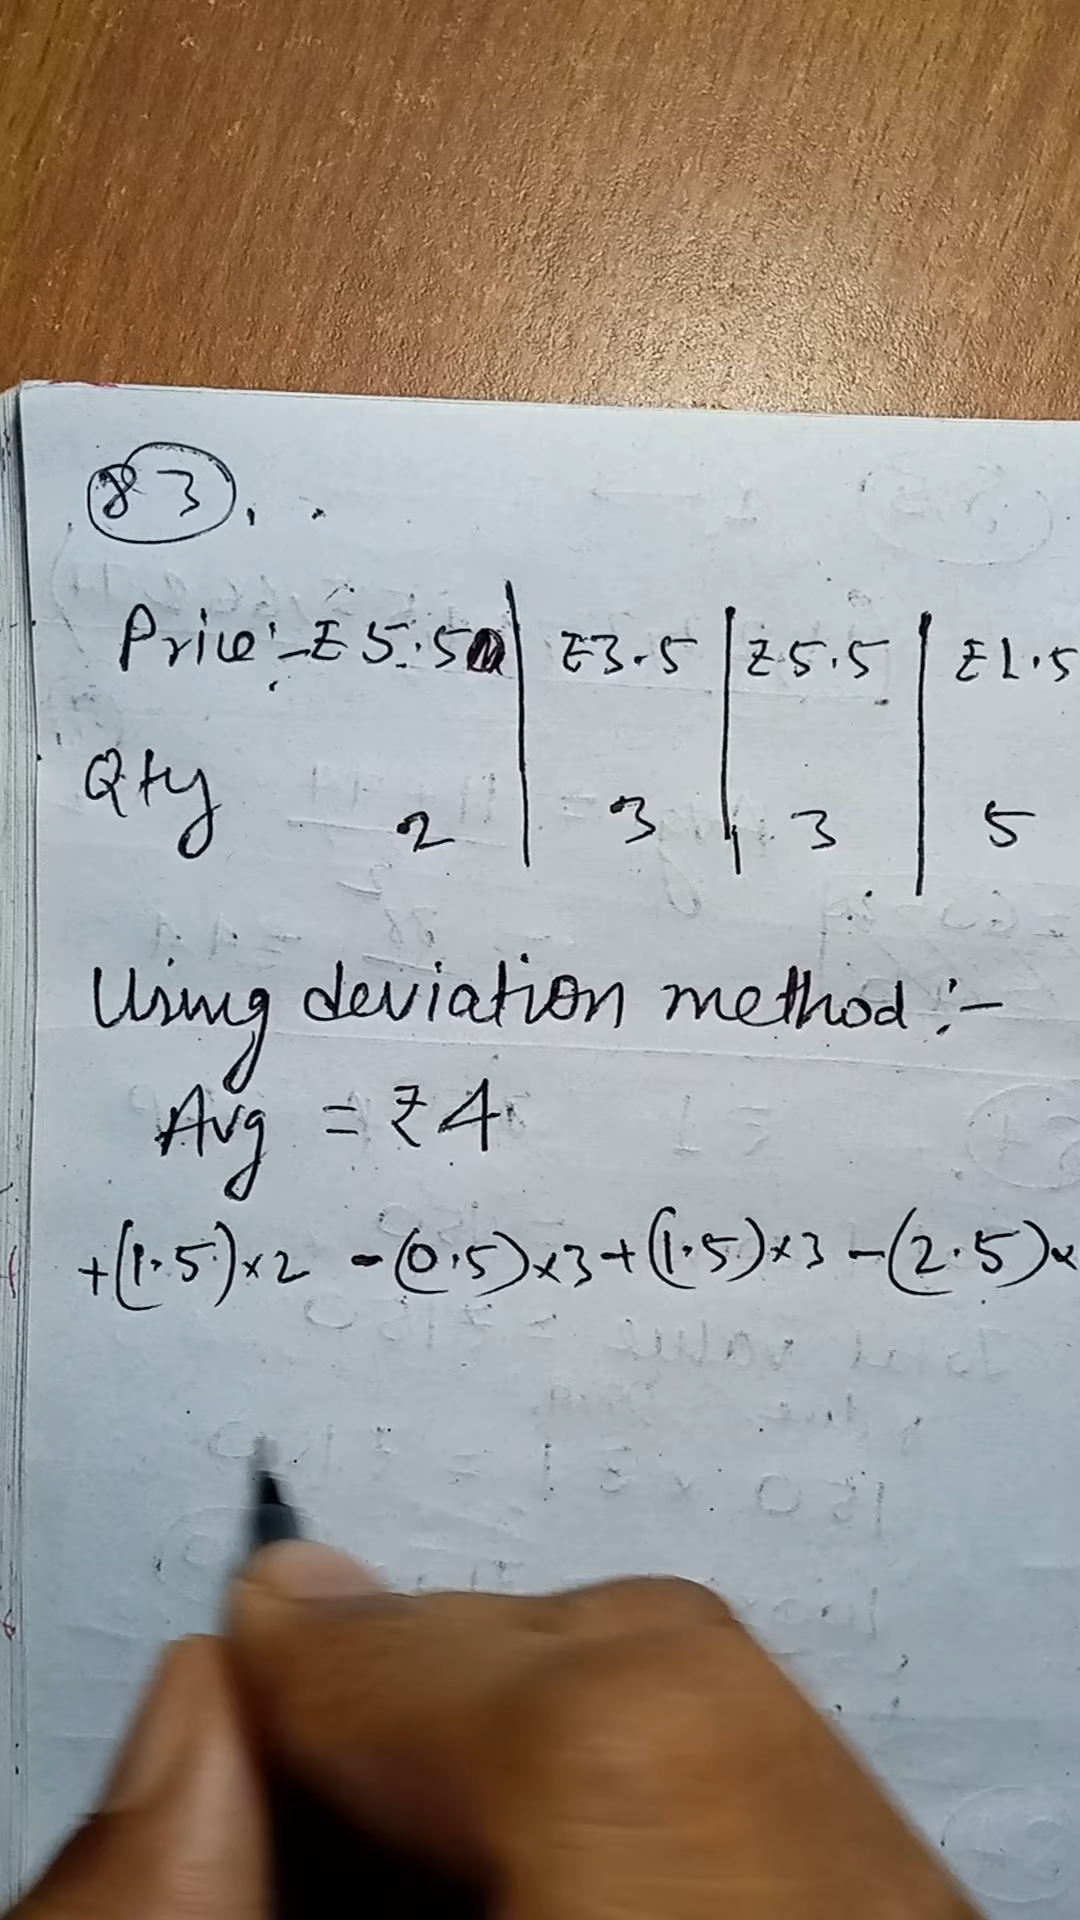 83.
Price:- ₹5.5 | ₹3.5 | ₹5.5 | ₹1.5
Qty 2 | 3 | 3 | 5
Using deviation method :-
Avg = ₹4
+(1.5)×2 -(0.5)×3+(1.5)×3 -(2.5)×